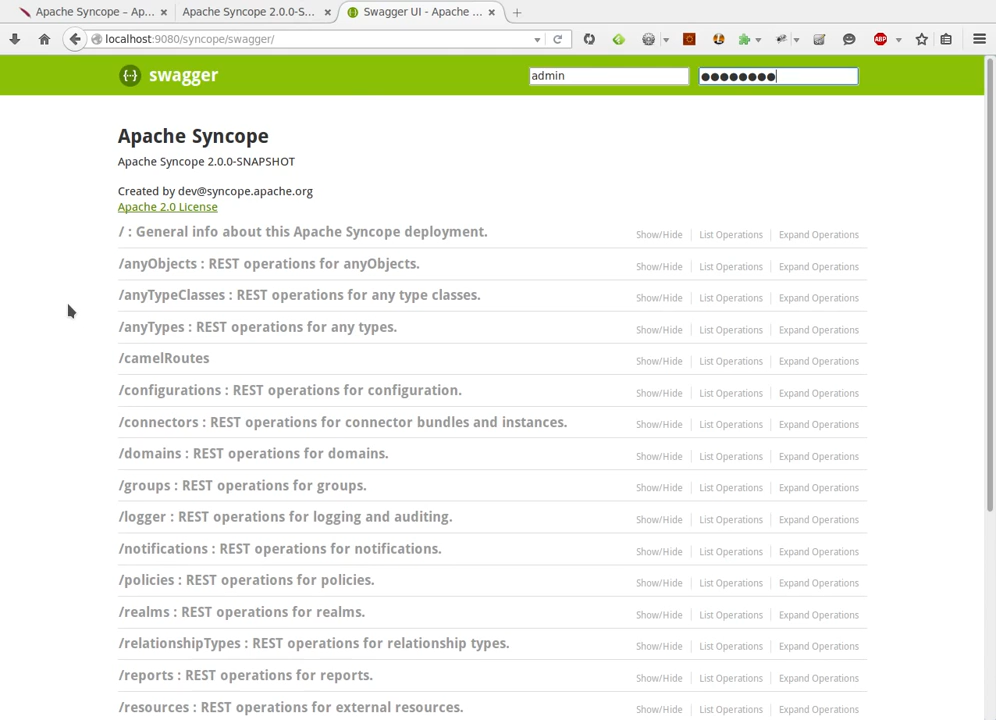 Apache Syncope – Ap... × Apache Syncope 2.0.0-S... × Swagger UI - Apache ... × +
localhost:9080/syncope/swagger/ ABP
{··} swagger admin ●●●●●●●●
Apache Syncope
Apache Syncope 2.0.0-SNAPSHOT
Created by dev@syncope.apache.org
Apache 2.0 License
/ : General info about this Apache Syncope deployment. Show/Hide List Operations Expand Operations
/anyObjects : REST operations for anyObjects. Show/Hide List Operations Expand Operations
/anyTypeClasses : REST operations for any type classes. Show/Hide List Operations Expand Operations
/anyTypes : REST operations for any types. Show/Hide List Operations Expand Operations
/camelRoutes Show/Hide List Operations Expand Operations
/configurations : REST operations for configuration. Show/Hide List Operations Expand Operations
/connectors : REST operations for connector bundles and instances. Show/Hide List Operations Expand Operations
/domains : REST operations for domains. Show/Hide List Operations Expand Operations
/groups : REST operations for groups. Show/Hide List Operations Expand Operations
/logger : REST operations for logging and auditing. Show/Hide List Operations Expand Operations
/notifications : REST operations for notifications. Show/Hide List Operations Expand Operations
/policies : REST operations for policies. Show/Hide List Operations Expand Operations
/realms : REST operations for realms. Show/Hide List Operations Expand Operations
/relationshipTypes : REST operations for relationship types. Show/Hide List Operations Expand Operations
/reports : REST operations for reports. Show/Hide List Operations Expand Operations
/resources : REST operations for external resources. Show/Hide List Operations Expand Operations